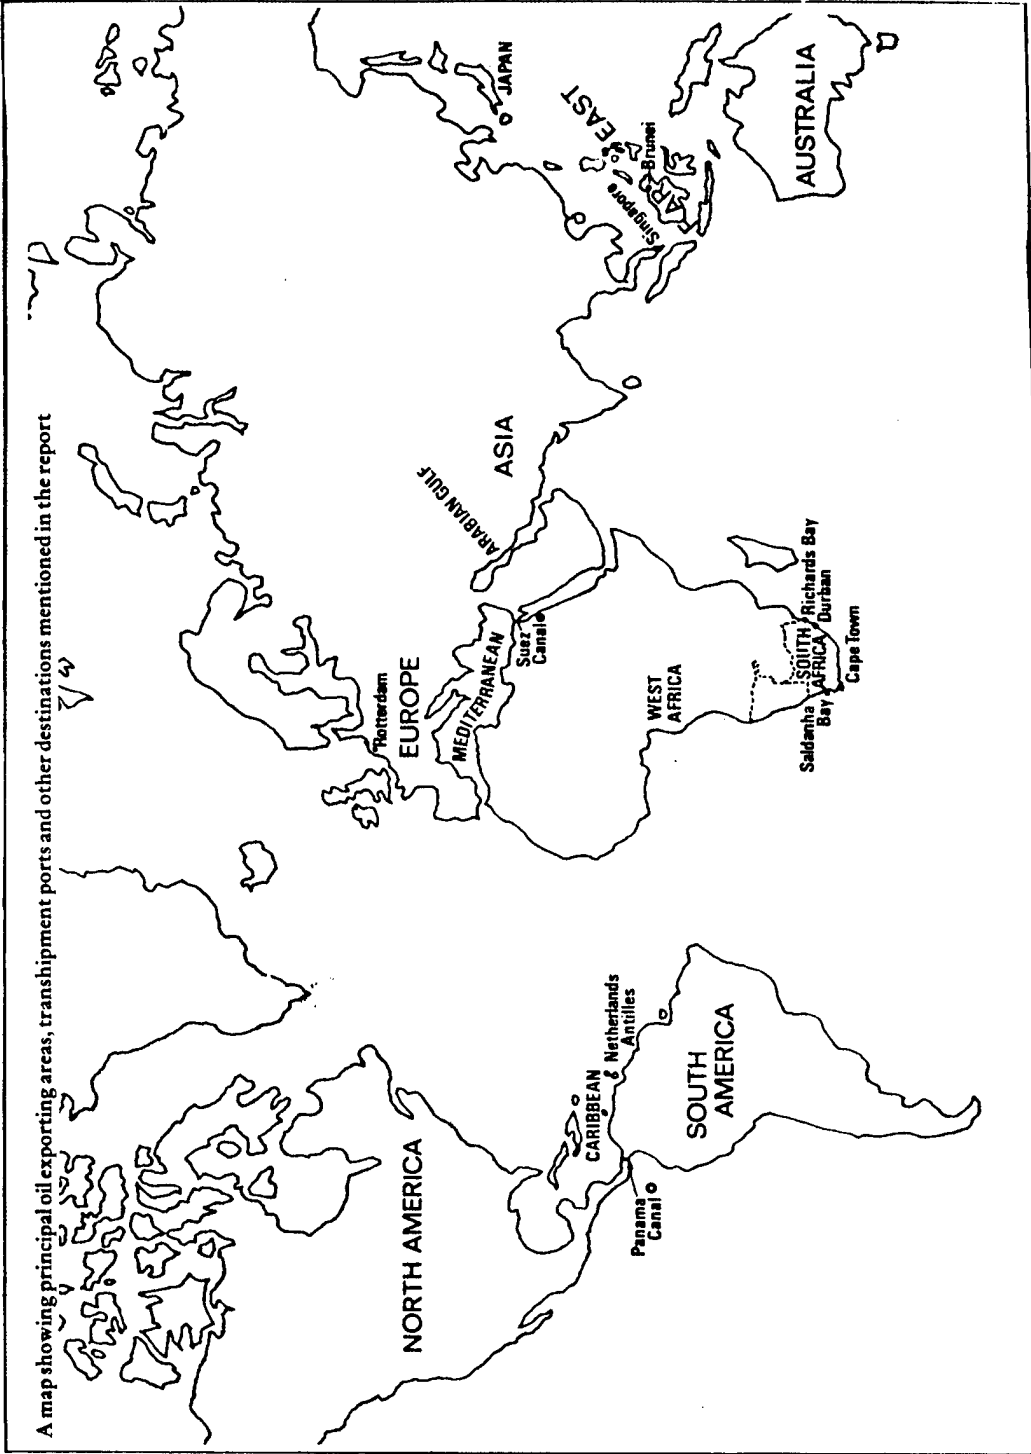 A map showing principal oil exporting areas, transhipment ports and other destinations mentioned in the report
NORTH AMERICA
CARIBBEAN
Netherlands
Antilles
Panama
Canal
SOUTH
AMERICA
Rotterdam
EUROPE
MEDITERRANEAN
Suez
Canal
ARABIAN GULF
ASIA
WEST
AFRICA
SOUTH
AFRICA
Saldanha
Bay
Cape Town
Richards Bay
Durban
JAPAN
FAR EAST
Singapore
Brunei
AUSTRALIA